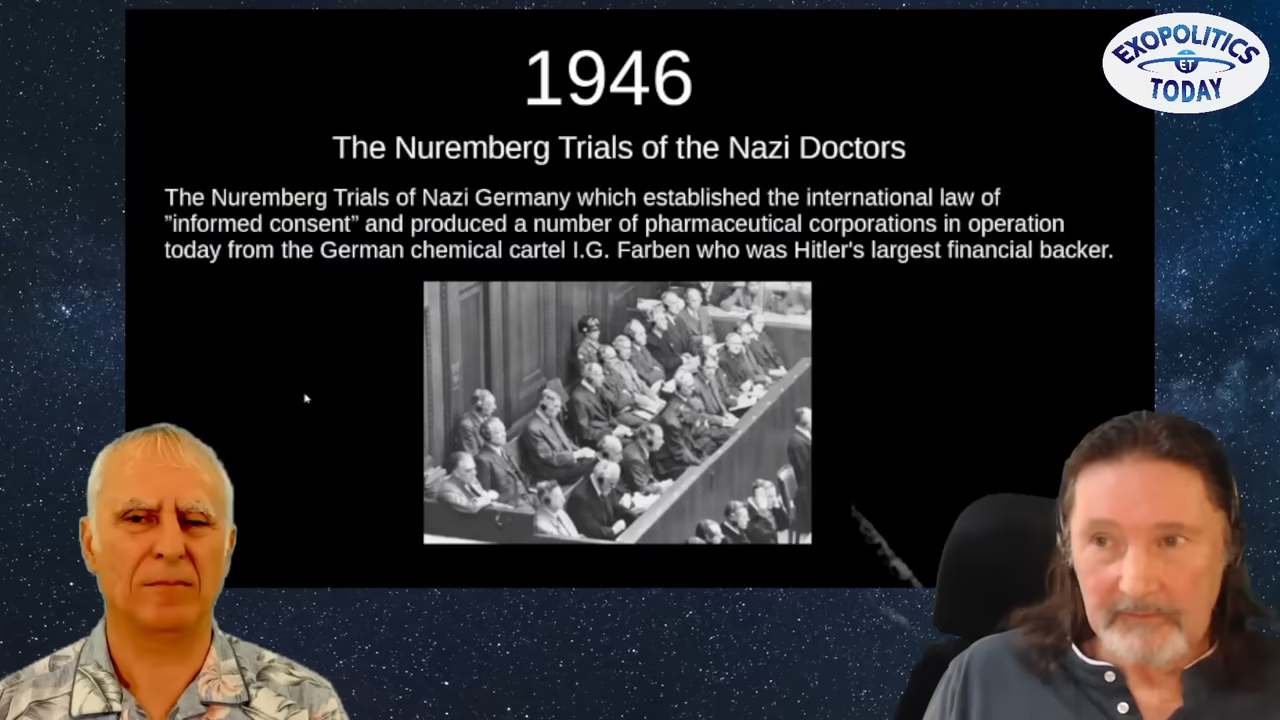 EXOPOLITICS
ET
TODAY
1946
The Nuremberg Trials of the Nazi Doctors
The Nuremberg Trials of Nazi Germany which established the international law of
”informed consent” and produced a number of pharmaceutical corporations in operation
today from the German chemical cartel I.G. Farben who was Hitler's largest financial backer.